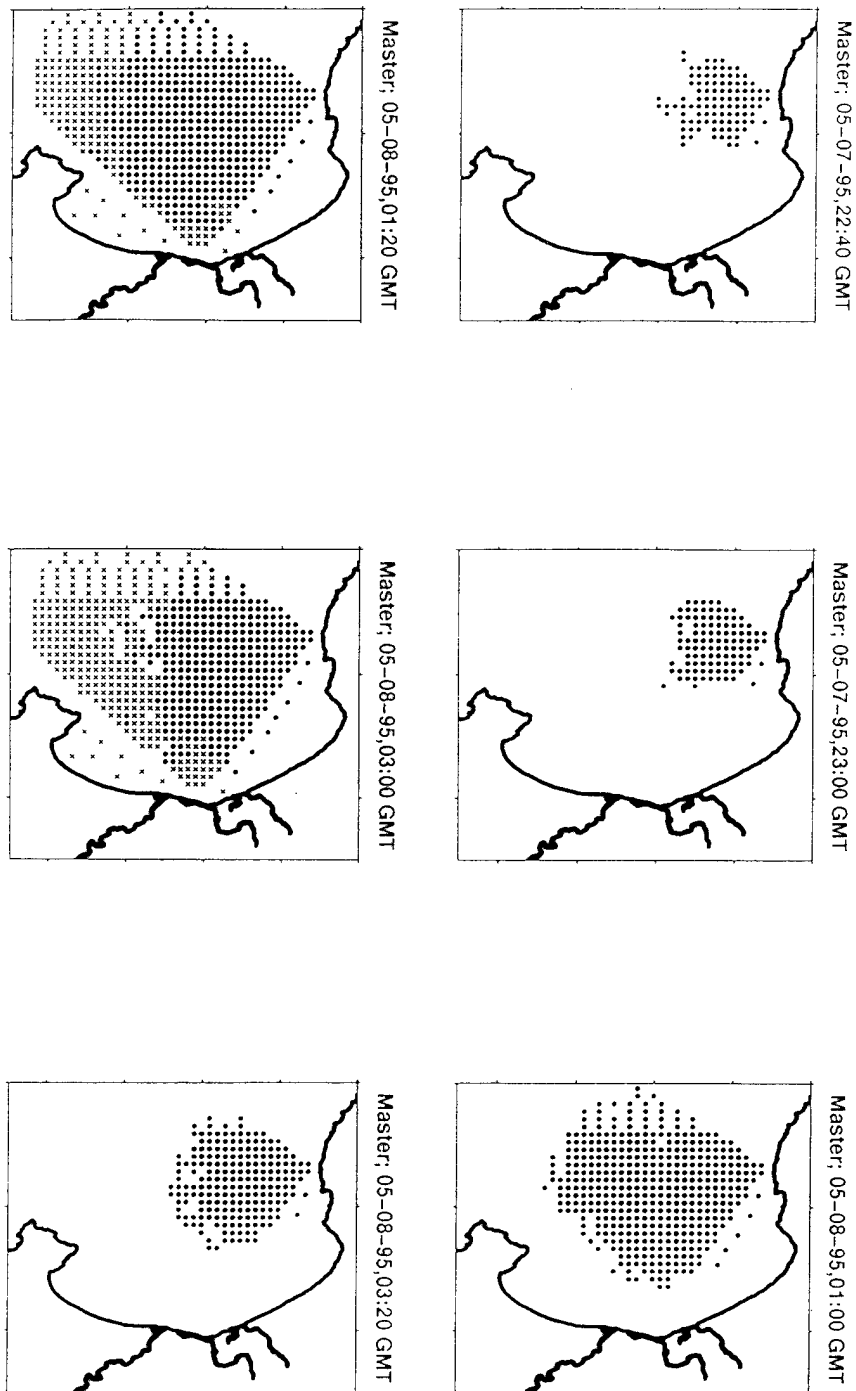 Master; 05-07-95,22:40 GMT
Master; 05-07-95,23:00 GMT
Master; 05-08-95,01:00 GMT
Master; 05-08-95,01:20 GMT
Master; 05-08-95,03:00 GMT
Master; 05-08-95,03:20 GMT